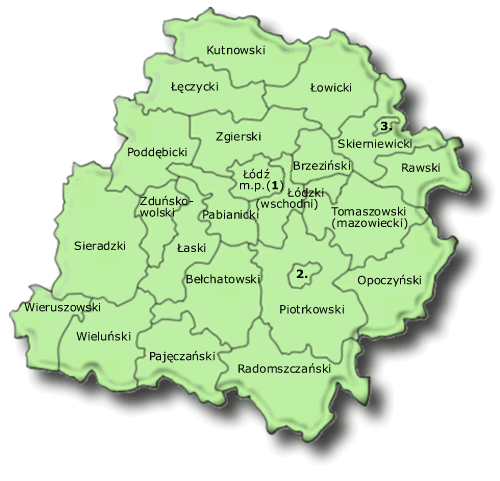 Kutnowski
Łęczycki
Łowicki
3.
Zgierski
Skierniewicki
Poddębicki
Brzeziński
Rawski
Łódź
m.p.(1)
Łódzki
(wschodni)
Zduńsko-
wolski
Pabianicki
Tomaszowski
(mazowiecki)
Sieradzki
Łaski
Bełchatowski
2.
Opoczyński
Wieruszowski
Piotrkowski
Wieluński
Pajęczański
Radomszczański